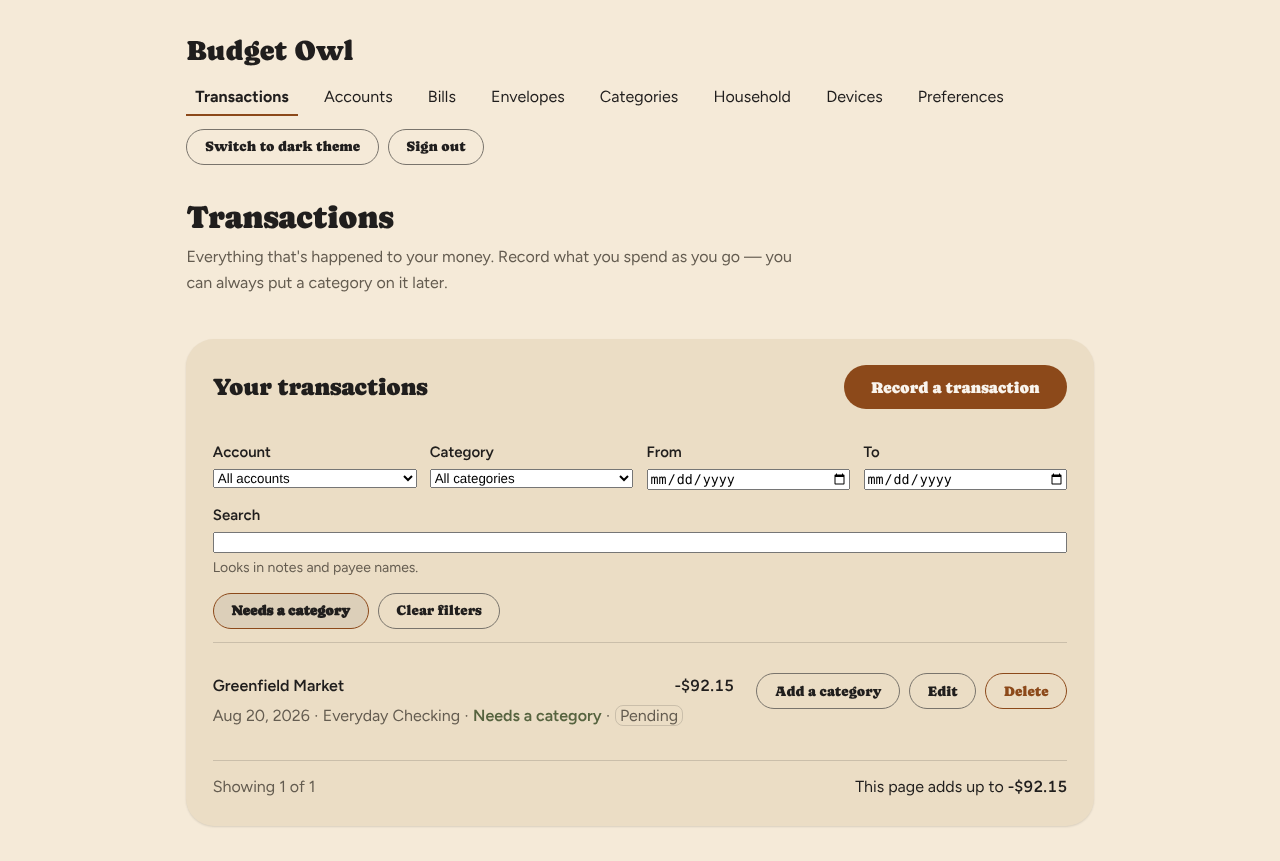 Budget Owl
Transactions Accounts Bills Envelopes Categories Household Devices Preferences
Switch to dark theme Sign out
Transactions
Everything that's happened to your money. Record what you spend as you go — you
can always put a category on it later.
Your transactions Record a transaction
Account Category From To
All accounts All categories mm/dd/yyyy mm/dd/yyyy
Search
Looks in notes and payee names.
Needs a category Clear filters
Greenfield Market -$92.15 Add a category Edit Delete
Aug 20, 2026 · Everyday Checking · Needs a category · Pending
Showing 1 of 1 This page adds up to -$92.15